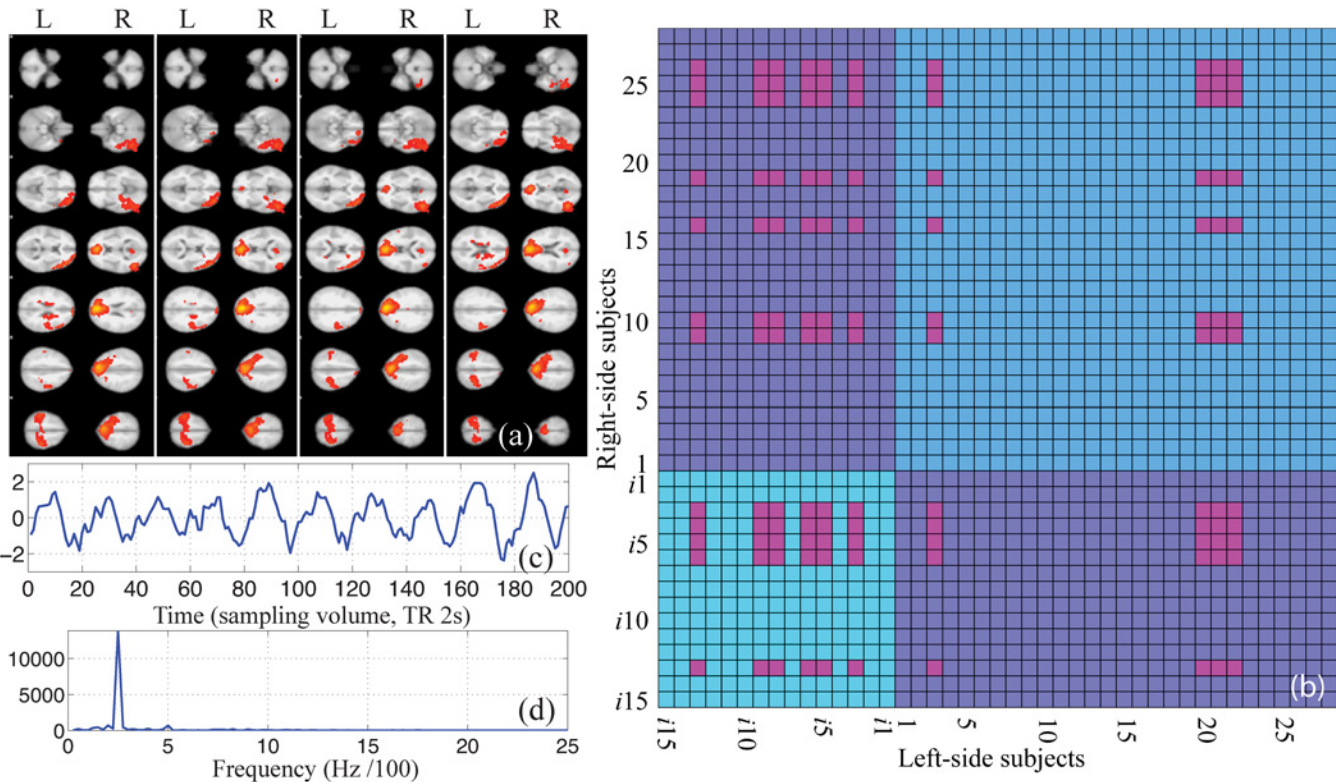 L R L R L R L R
(a)
2
0
−2
(c)
0 20 40 60 80 100 120 140 160 180 200
Time (sampling volume, TR 2s)
10000
5000
0
(d)
0 5 10 15 20 25
Frequency (Hz /100)
Right-side subjects
25
20
15
10
5
1
i1
i5
i10
i15
(b)
i15 i10 i5 i1 1 5 10 15 20 25
Left-side subjects